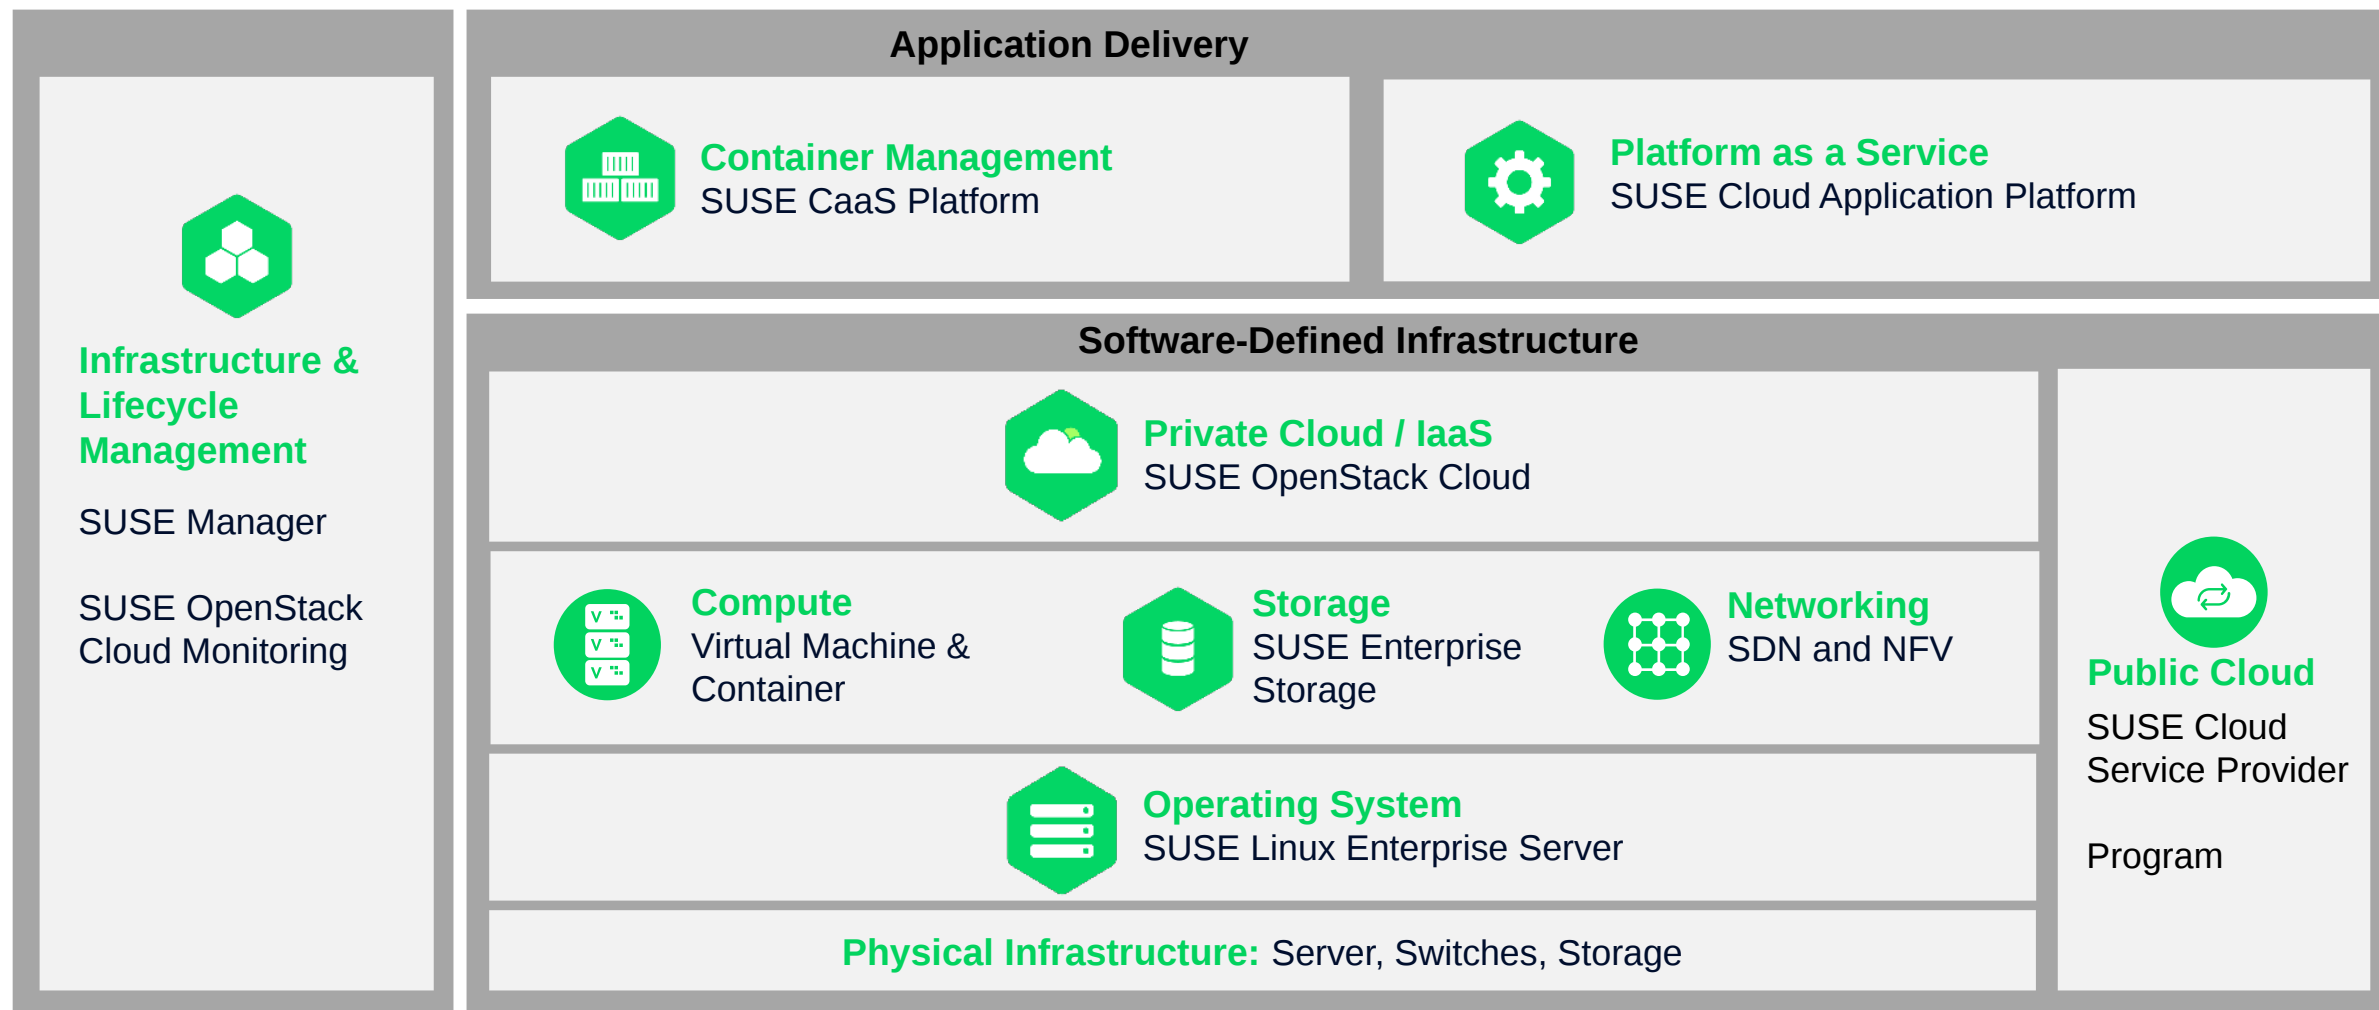 Application Delivery
Container Management
SUSE CaaS Platform
Platform as a Service
SUSE Cloud Application Platform
Infrastructure &
Lifecycle
Management
SUSE Manager
SUSE OpenStack
Cloud Monitoring
Software-Defined Infrastructure
Private Cloud / IaaS
SUSE OpenStack Cloud
Compute
Virtual Machine &
Container
Storage
SUSE Enterprise
Storage
Networking
SDN and NFV
Operating System
SUSE Linux Enterprise Server
Physical Infrastructure: Server, Switches, Storage
Public Cloud
SUSE Cloud
Service Provider
Program